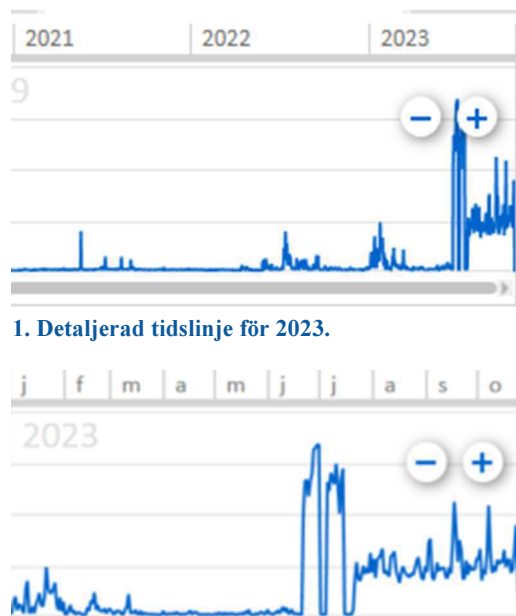 2021 2022 2023
9
− +
1. Detaljerad tidslinje för 2023.
j f m a m j j a s o
2023
− +